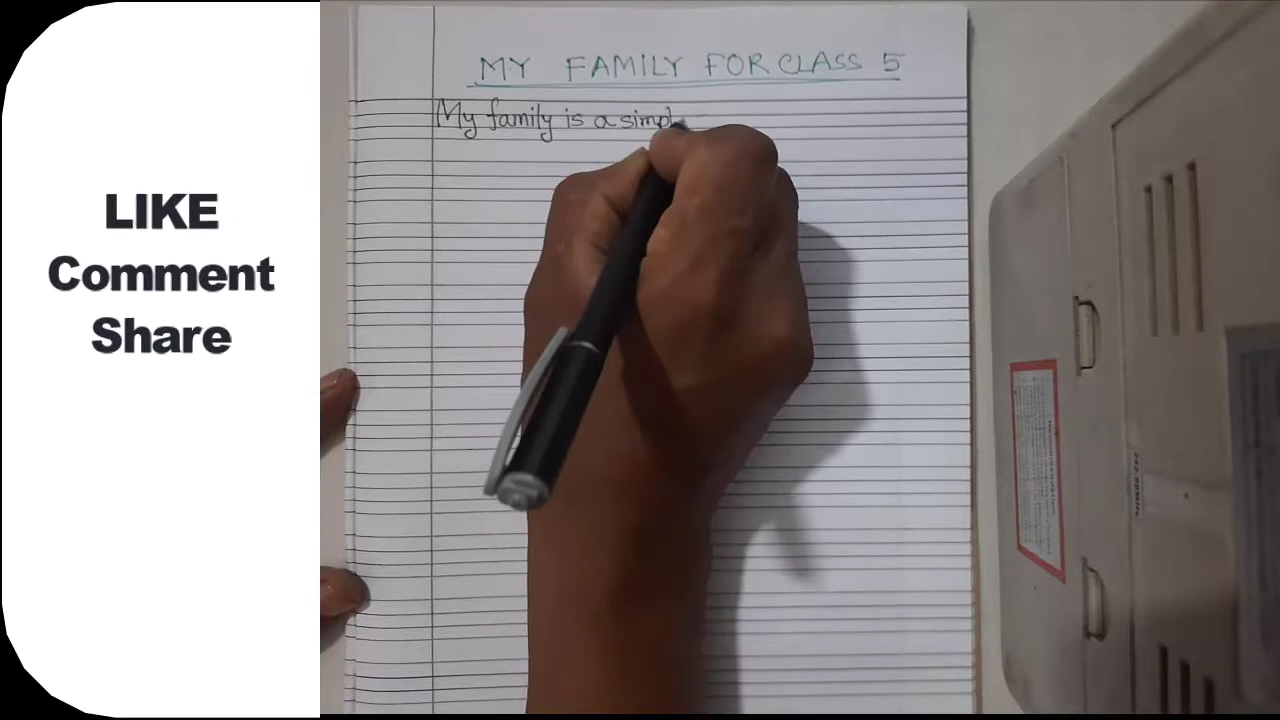 LIKE
Comment
Share
MY FAMILY FOR CLASS 5
My family is a simpl